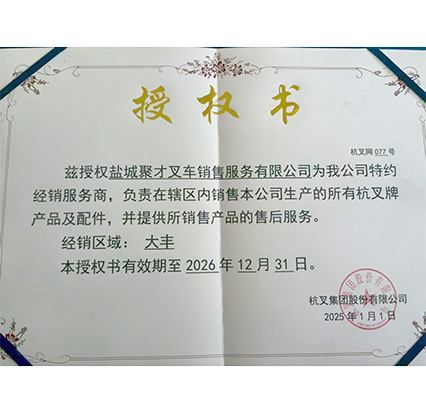 授权书
杭叉网 077 号
兹授权盐城聚才叉车销售服务有限公司为我公司特约
经销服务商，负责在辖区内销售本公司生产的所有杭叉牌
产品及配件，并提供所销售产品的售后服务。
经销区域： 大丰
本授权书有效期至 2026 年 12 月 31 日。
杭叉集团股份有限公司
2025 年 1 月 1 日